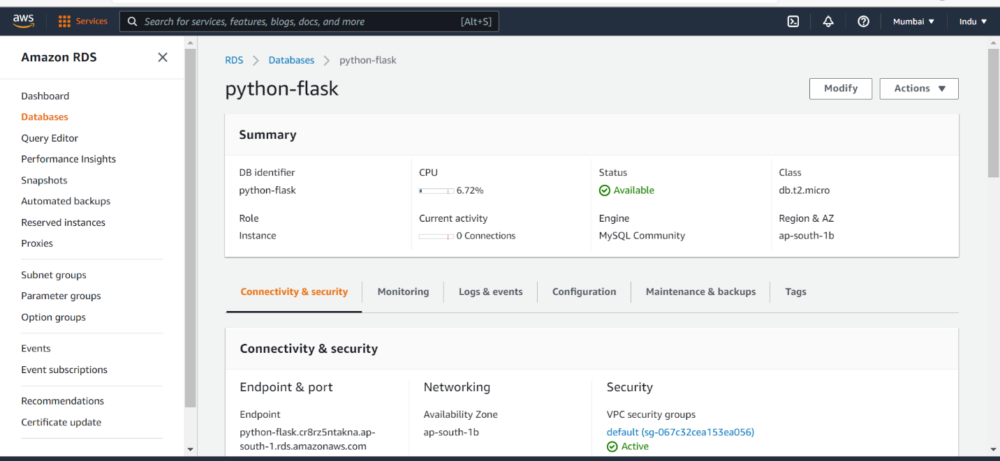 aws
Services
Search for services, features, blogs, docs, and more [Alt+S]
Mumbai ▼
Indu ▼
Amazon RDS
Dashboard
Databases
Query Editor
Performance Insights
Snapshots
Automated backups
Reserved instances
Proxies
Subnet groups
Parameter groups
Option groups
Events
Event subscriptions
Recommendations
Certificate update
RDS > Databases > python-flask
python-flask
Modify
Actions ▼
Summary
DB identifier
python-flask
CPU
6.72%
Status
Available
Class
db.t2.micro
Role
Instance
Current activity
0 Connections
Engine
MySQL Community
Region & AZ
ap-south-1b
Connectivity & security
Monitoring
Logs & events
Configuration
Maintenance & backups
Tags
Connectivity & security
Endpoint & port
Endpoint
python-flask.cr8rz5ntakna.ap-
south-1.rds.amazonaws.com
Networking
Availability Zone
ap-south-1b
Security
VPC security groups
default (sg-067c32cea153ea056)
Active